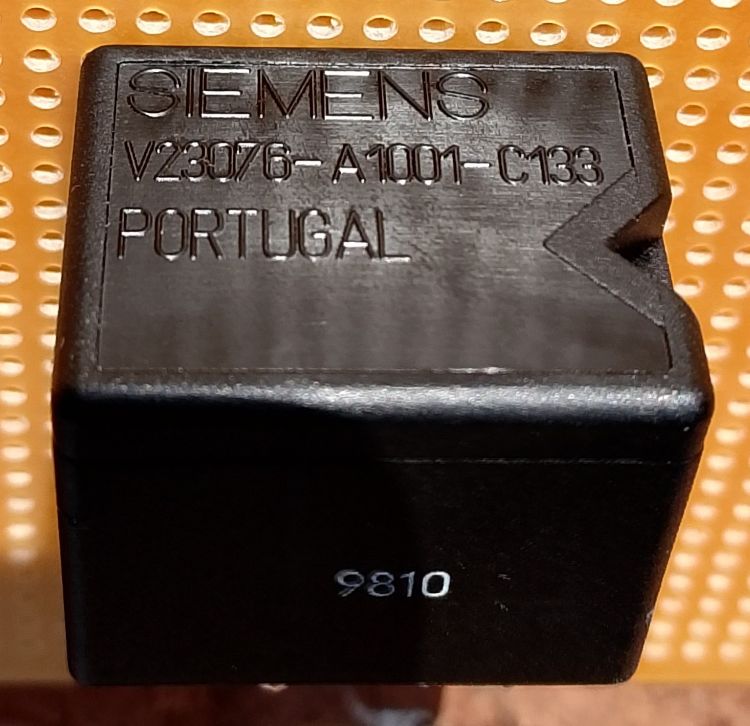 SIEMENS
V23076-A1001-C133
PORTUGAL
9810